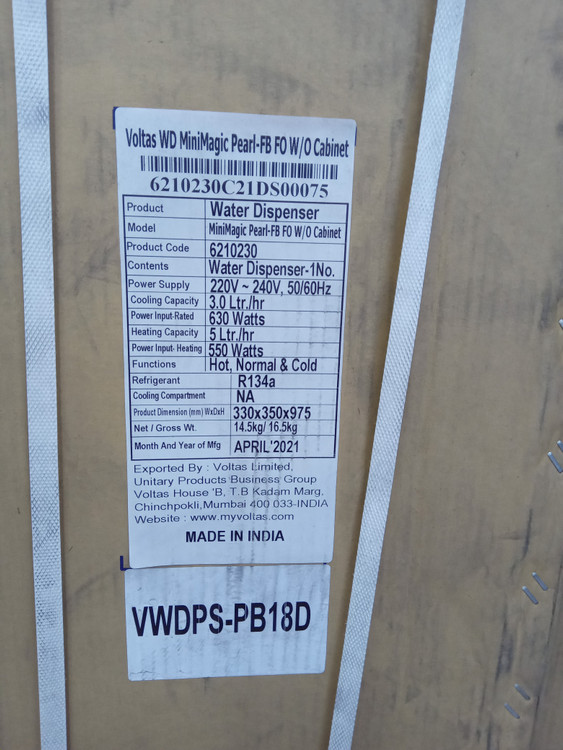 Voltas WD MiniMagic Pearl-FB FO W/O Cabinet
6210230C21DS00075
Product Water Dispenser
Model MiniMagic Pearl-FB FO W/O Cabinet
Product Code 6210230
Contents Water Dispenser-1No.
Power Supply 220V ~ 240V, 50/60Hz
Cooling Capacity 3.0 Ltr./hr
Power Input-Rated 630 Watts
Heating Capacity 5 Ltr./hr
Power Input- Heating 550 Watts
Functions Hot, Normal & Cold
Refrigerant R134a
Cooling Compartment NA
Product Dimension (mm) WxDxH 330x350x975
Net / Gross Wt. 14.5kg/ 16.5kg
Month And Year of Mfg APRIL'2021
Exported By : Voltas Limited,
Unitary Products Business Group
Voltas House 'B, T.B Kadam Marg,
Chinchpokli,Mumbai 400 033-INDIA
Website : www.myvoltas.com
MADE IN INDIA
VWDPS-PB18D